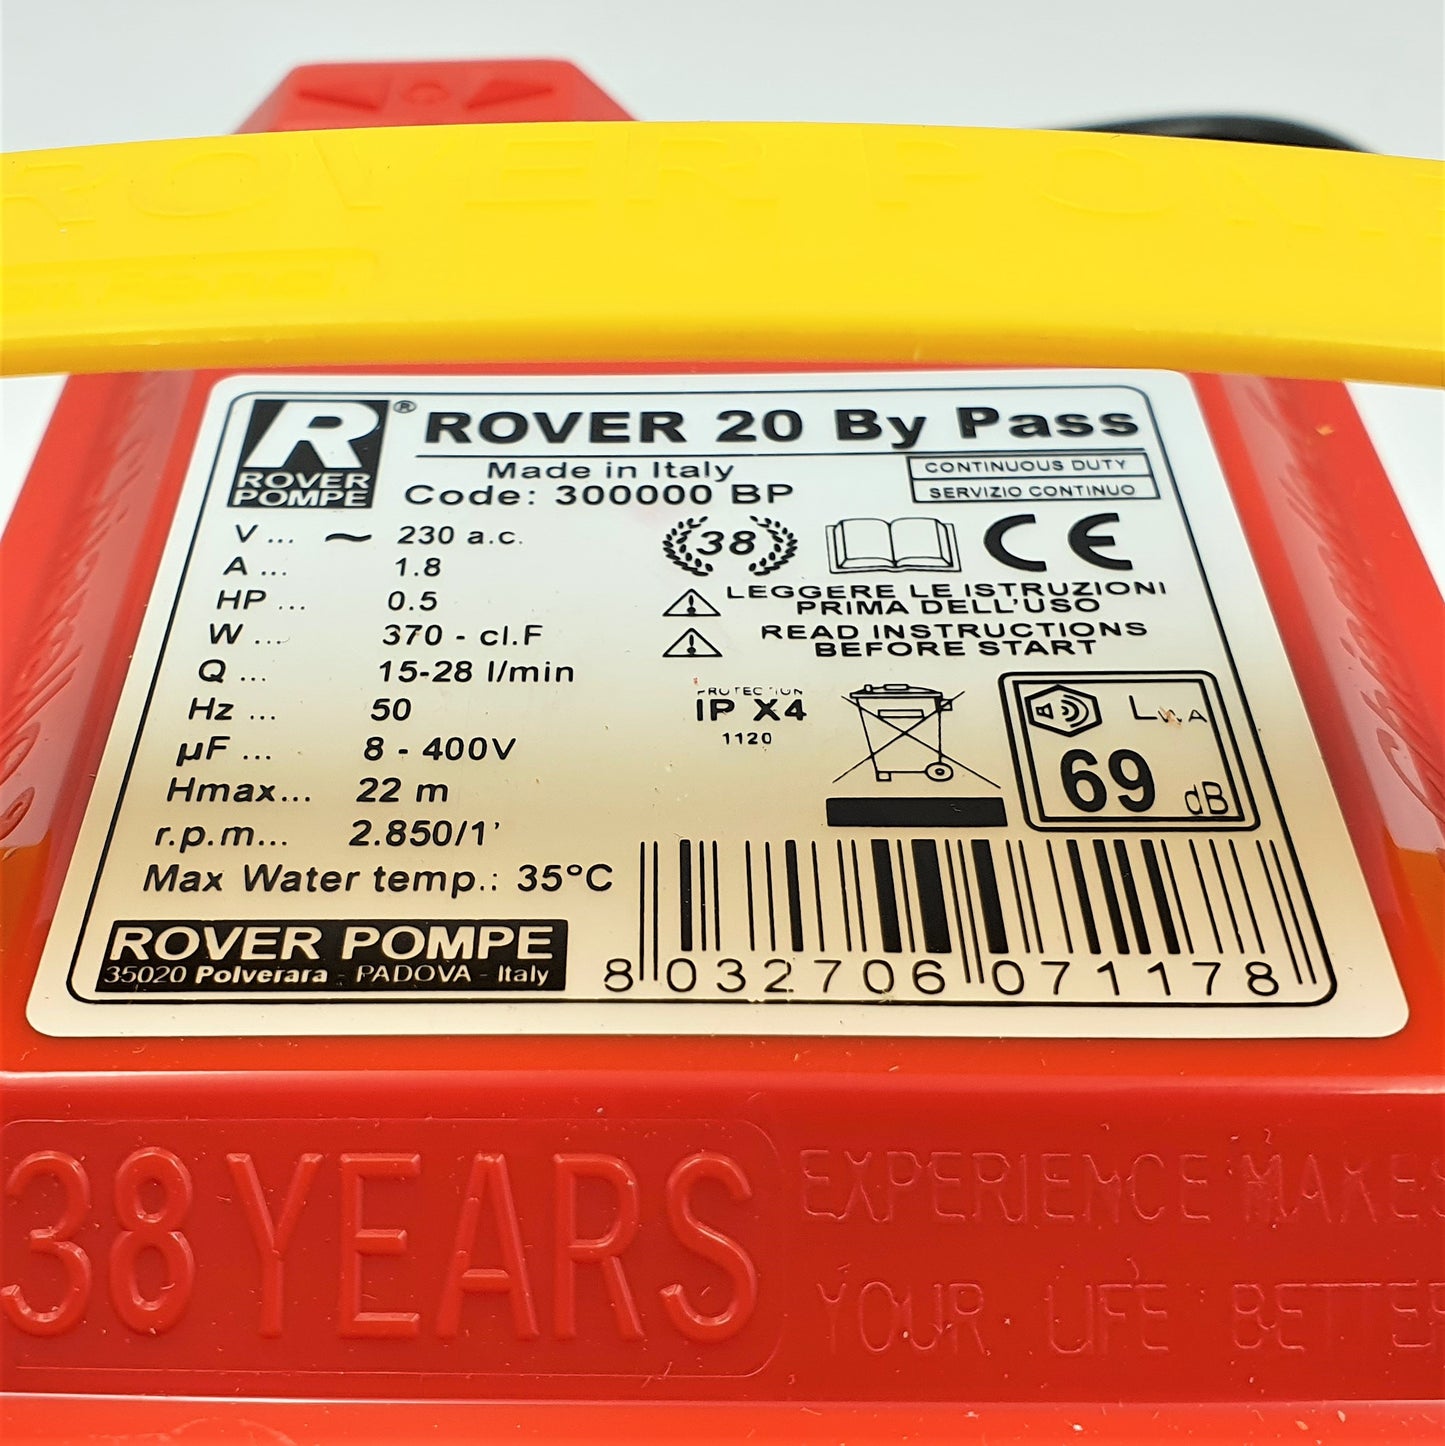 ROVER POM
R
®
ROVER
POMPE
ROVER 20 By Pass
Made in Italy
Code: 300000 BP
CONTINUOUS DUTY
SERVIZIO CONTINUO
V ... ~ 230 a.c.
A ... 1.8
HP ... 0.5
W ... 370 - cl.F
Q ... 15-28 l/min
Hz ... 50
µF ... 8 - 400V
Hmax... 22 m
r.p.m... 2.850/1'
Max Water temp.: 35°C
38
CE
LEGGERE LE ISTRUZIONI
PRIMA DELL'USO
READ INSTRUCTIONS
BEFORE START
PROTECTION
IP X4
1120
LWA
69 dB
ROVER POMPE
35020 Polverara - PADOVA - Italy
8 032706 071178
38 YEARS
EXPERIENCE MAKES
YOUR LIFE BETTER